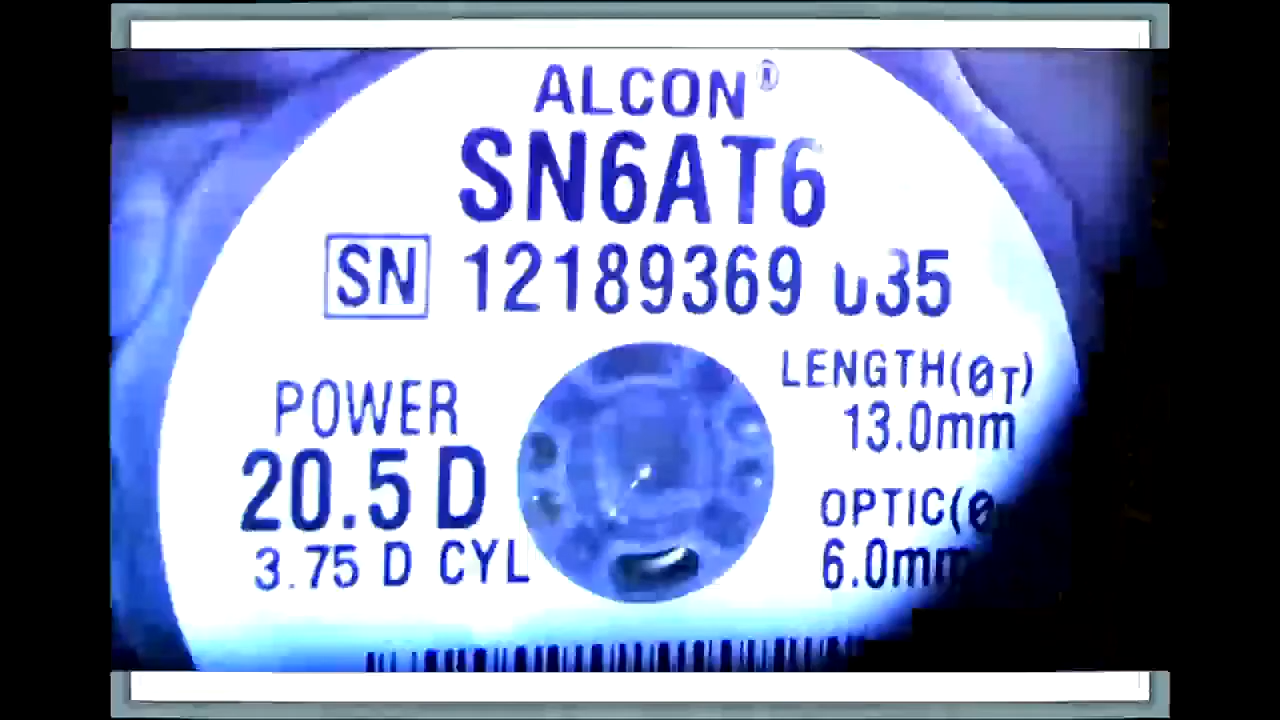 ALCON®
SN6AT6
SN 12189369 035
POWER
20.5 D
3.75 D CYL
LENGTH(ØT)
13.0mm
OPTIC(Ø
6.0mm